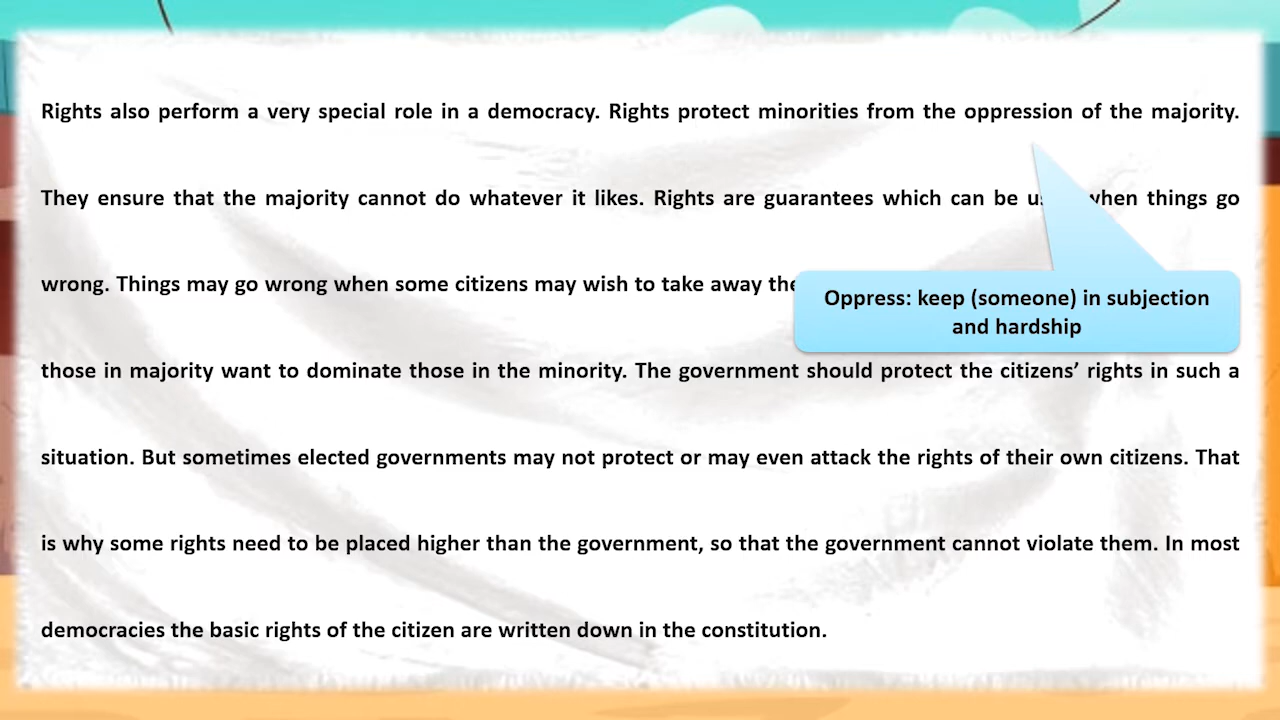 Rights also perform a very special role in a democracy. Rights protect minorities from the oppression of the majority.
They ensure that the majority cannot do whatever it likes. Rights are guarantees which can be when things go
wrong. Things may go wrong when some citizens may wish to take away
Oppress: keep (someone) in subjection
and hardship
those in majority want to dominate those in the minority. The government should protect the citizens’ rights in such a
situation. But sometimes elected governments may not protect or may even attack the rights of their own citizens. That
is why some rights need to be placed higher than the government, so that the government cannot violate them. In most
democracies the basic rights of the citizen are written down in the constitution.